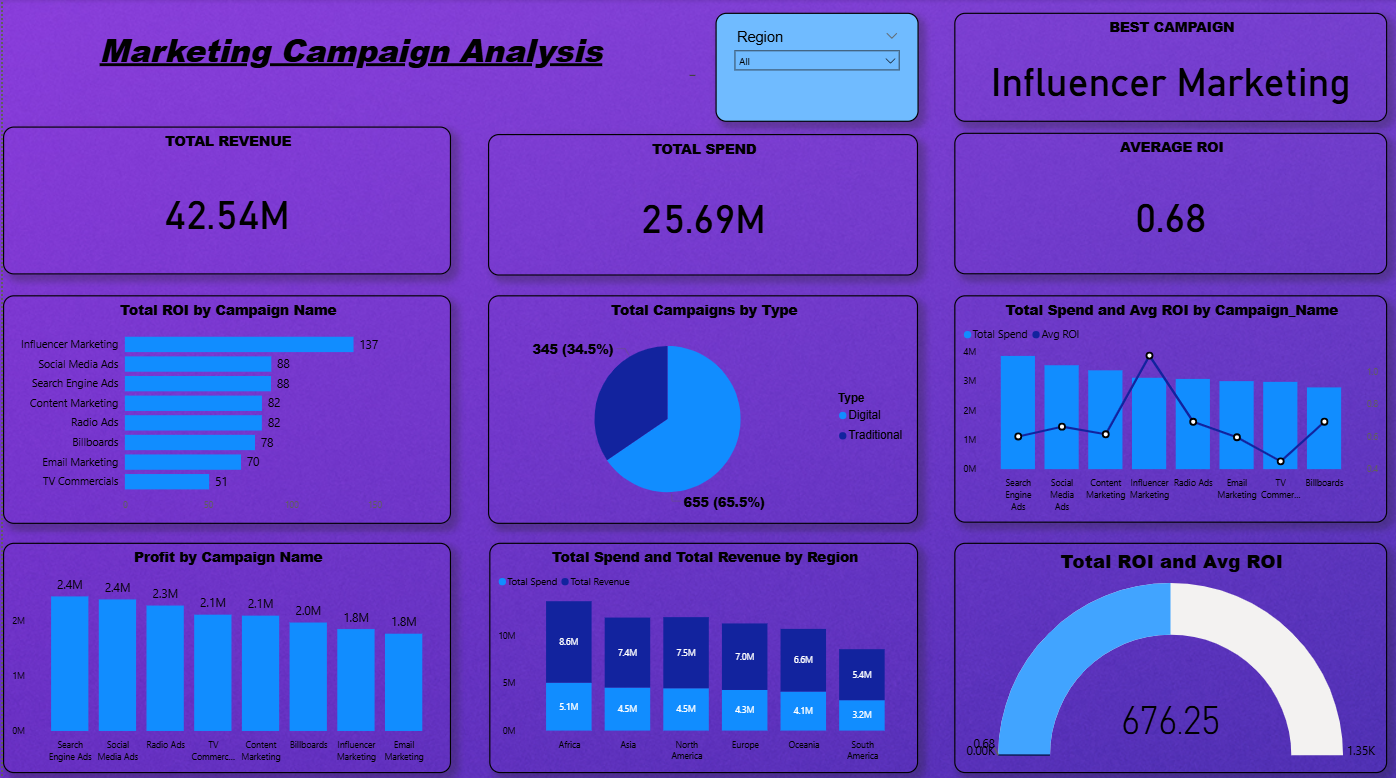 Marketing Campaign Analysis
Region
All
BEST CAMPAIGN
Influencer Marketing
TOTAL REVENUE
42.54M
TOTAL SPEND
25.69M
AVERAGE ROI
0.68
Total ROI by Campaign Name
Influencer Marketing 137
Social Media Ads 88
Search Engine Ads 88
Content Marketing 82
Radio Ads 82
Billboards 78
Email Marketing 70
TV Commercials 51
Total Campaigns by Type
345 (34.5%)
655 (65.5%)
Type
Digital
Traditional
Total Spend and Avg ROI by Campaign_Name
Total Spend Avg ROI
4M
3M
2M
1M
0M
Search Engine Ads
Social Media Ads
Content Marketing
Influencer Marketing
Radio Ads
Email Marketing
TV Commer...
Billboards
Profit by Campaign Name
2.4M 2.4M 2.3M 2.1M 2.1M 2.0M 1.8M 1.8M
2M
1M
0M
Search Engine Ads
Social Media Ads
Radio Ads
TV Commerc...
Content Marketing
Billboards
Influencer Marketing
Email Marketing
Total Spend and Total Revenue by Region
Total Spend Total Revenue
10M
5M
0M
8.6M 7.4M 7.5M 7.0M 6.6M 5.4M
5.1M 4.5M 4.5M 4.3M 4.1M 3.2M
Africa
Asia
North America
Europe
Oceania
South America
Total ROI and Avg ROI
676.25
0.68
0.00K
1.35K